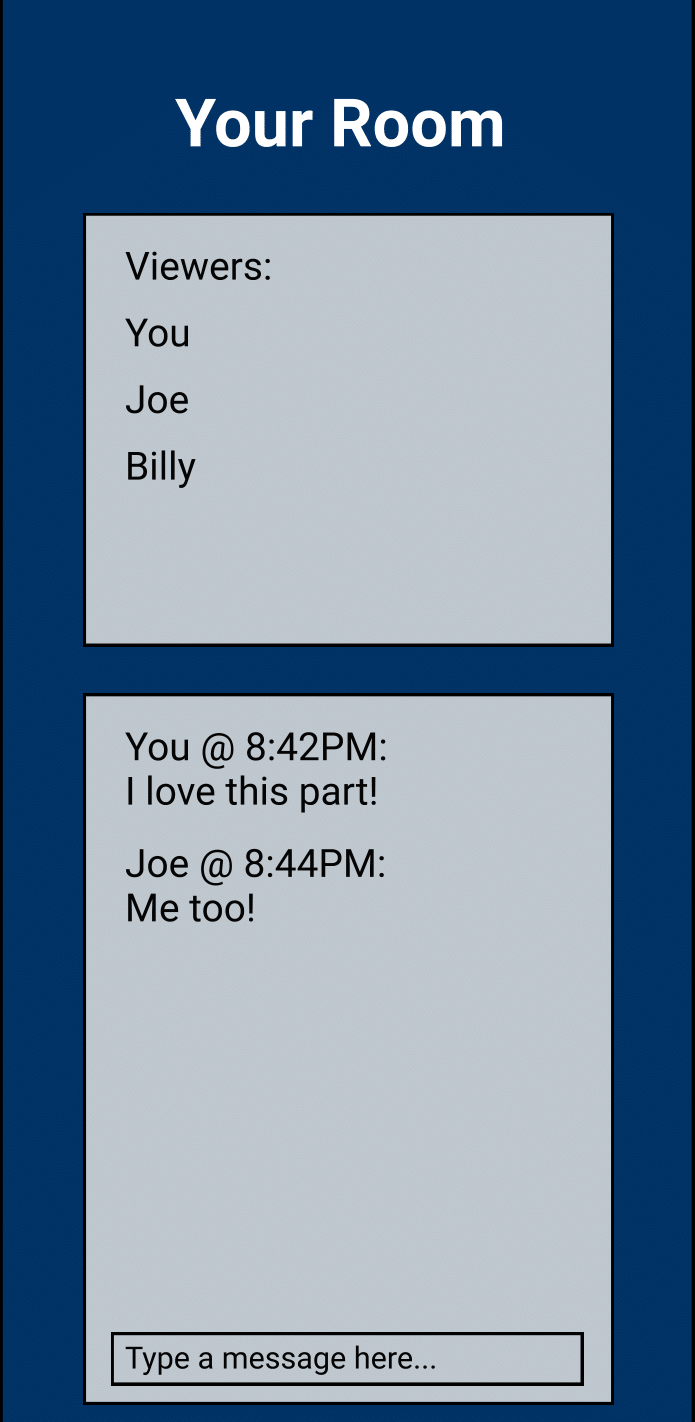 Your Room
Viewers:
You
Joe
Billy
You @ 8:42PM:
I love this part!
Joe @ 8:44PM:
Me too!
Type a message here...